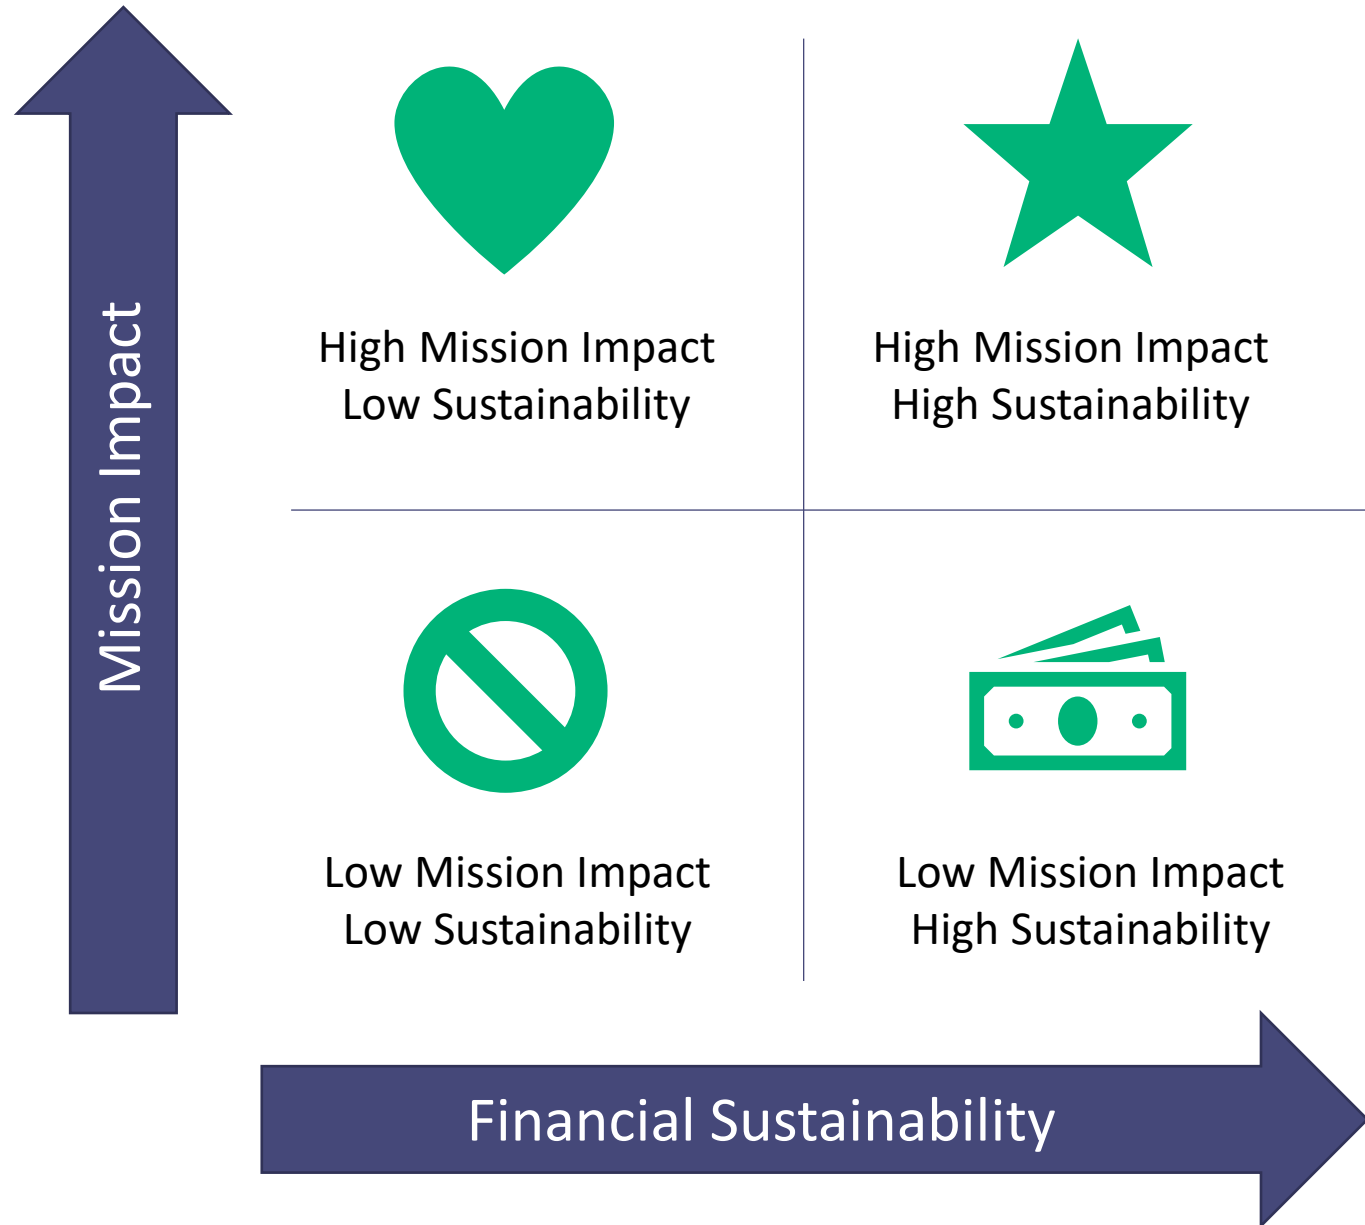 Mission Impact
High Mission Impact
Low Sustainability
High Mission Impact
High Sustainability
Low Mission Impact
Low Sustainability
Low Mission Impact
High Sustainability
Financial Sustainability